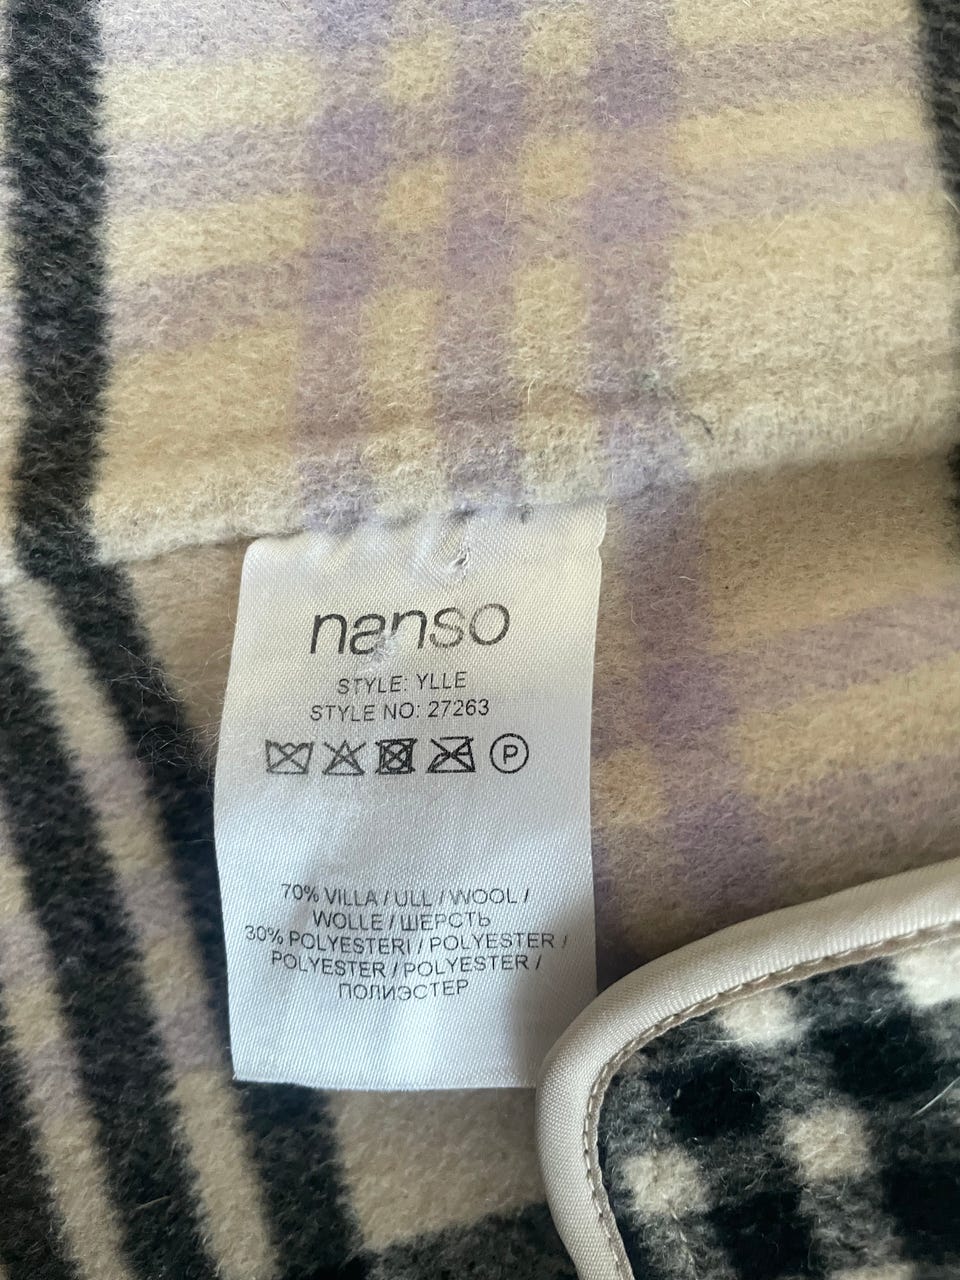 nanso
STYLE: YLLE
STYLE NO: 27263
P
70% VILLA / ULL / WOOL /
WOLLE / ШЕРСТЬ
30% POLYESTERI / POLYESTER /
POLYESTER / POLYESTER /
ПОЛИЭСТЕР